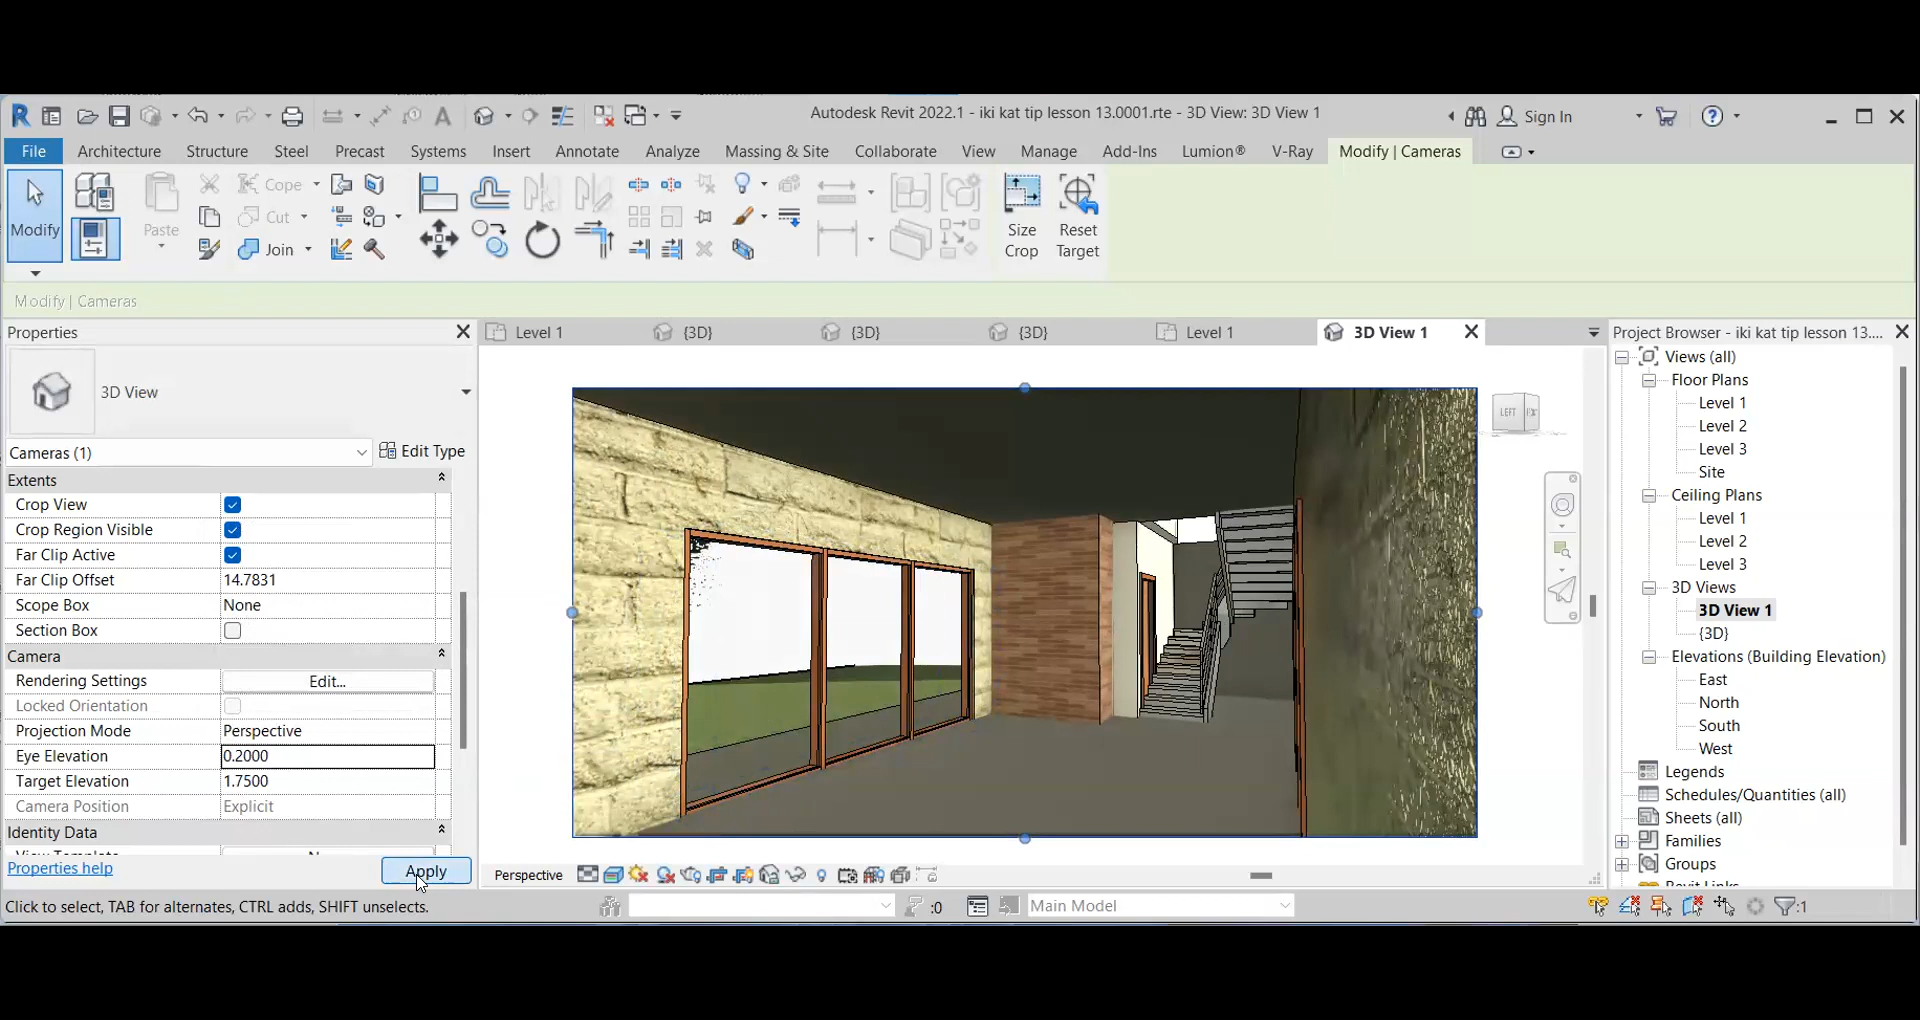 Autodesk Revit 2022.1 - iki kat tip lesson 13.0001.rte - 3D View: 3D View 1
Sign In
File Architecture Structure Steel Precast Systems Insert Annotate Analyze Massing & Site Collaborate View Manage Add-Ins Lumion® V-Ray Modify | Cameras
Modify
Paste
Cope
Cut
Join
Size Crop
Reset Target
Modify | Cameras
Properties
Level 1 {3D} {3D} {3D} Level 1 3D View 1
3D View
Cameras (1) Edit Type
Extents
Crop View
Crop Region Visible
Far Clip Active
Far Clip Offset 14.7831
Scope Box None
Section Box
Camera
Rendering Settings Edit...
Locked Orientation
Projection Mode Perspective
Eye Elevation 0.2000
Target Elevation 1.7500
Camera Position Explicit
Identity Data
Properties help Apply
LEFT
Perspective
Project Browser - iki kat tip lesson 13....
Views (all)
Floor Plans
Level 1
Level 2
Level 3
Site
Ceiling Plans
Level 1
Level 2
Level 3
3D Views
3D View 1
{3D}
Elevations (Building Elevation)
East
North
South
West
Legends
Schedules/Quantities (all)
Sheets (all)
Families
Groups
Revit Links
Click to select, TAB for alternates, CTRL adds, SHIFT unselects.
:0
Main Model
:1